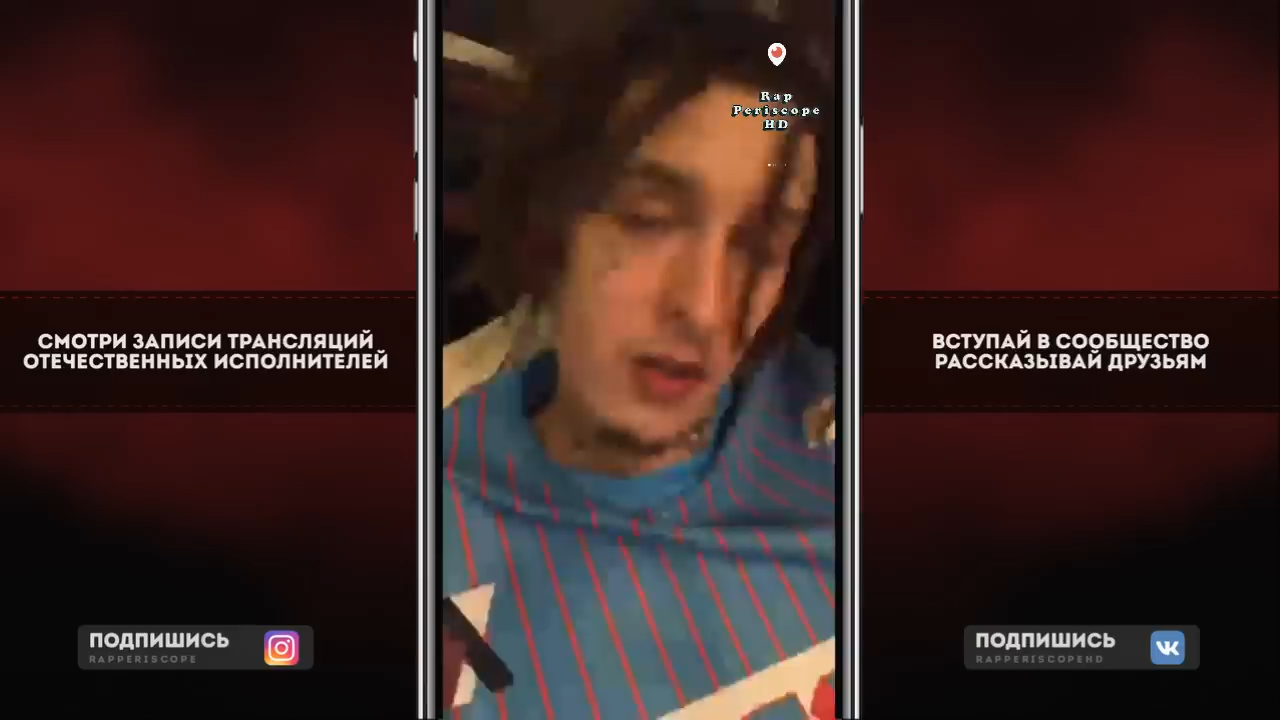 Rap
Periscope
HD
СМОТРИ ЗАПИСИ ТРАНСЛЯЦИЙ
ОТЕЧЕСТВЕННЫХ ИСПОЛНИТЕЛЕЙ
ВСТУПАЙ В СООБЩЕСТВО
РАССКАЗЫВАЙ ДРУЗЬЯМ
ПОДПИШИСЬ
RAPPERISCOPE
ПОДПИШИСЬ
RAPPERISCOPEHD